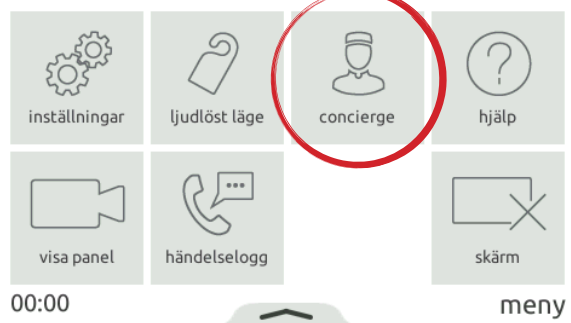 inställningar
ljudlöst läge
concierge
hjälp
visa panel
händelselogg
skärm
00:00
meny